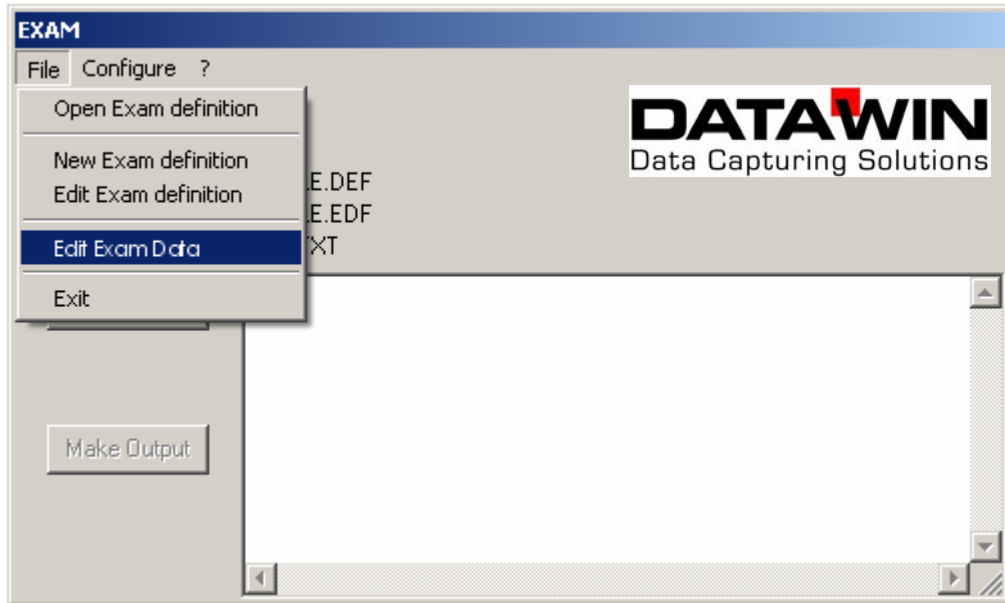 EXAM
File Configure ?
Open Exam definition
New Exam definition
Edit Exam definition
Edit Exam Data
Exit
DATAWIN
Data Capturing Solutions
E.DEF
E.EDF
TXT
Make Output